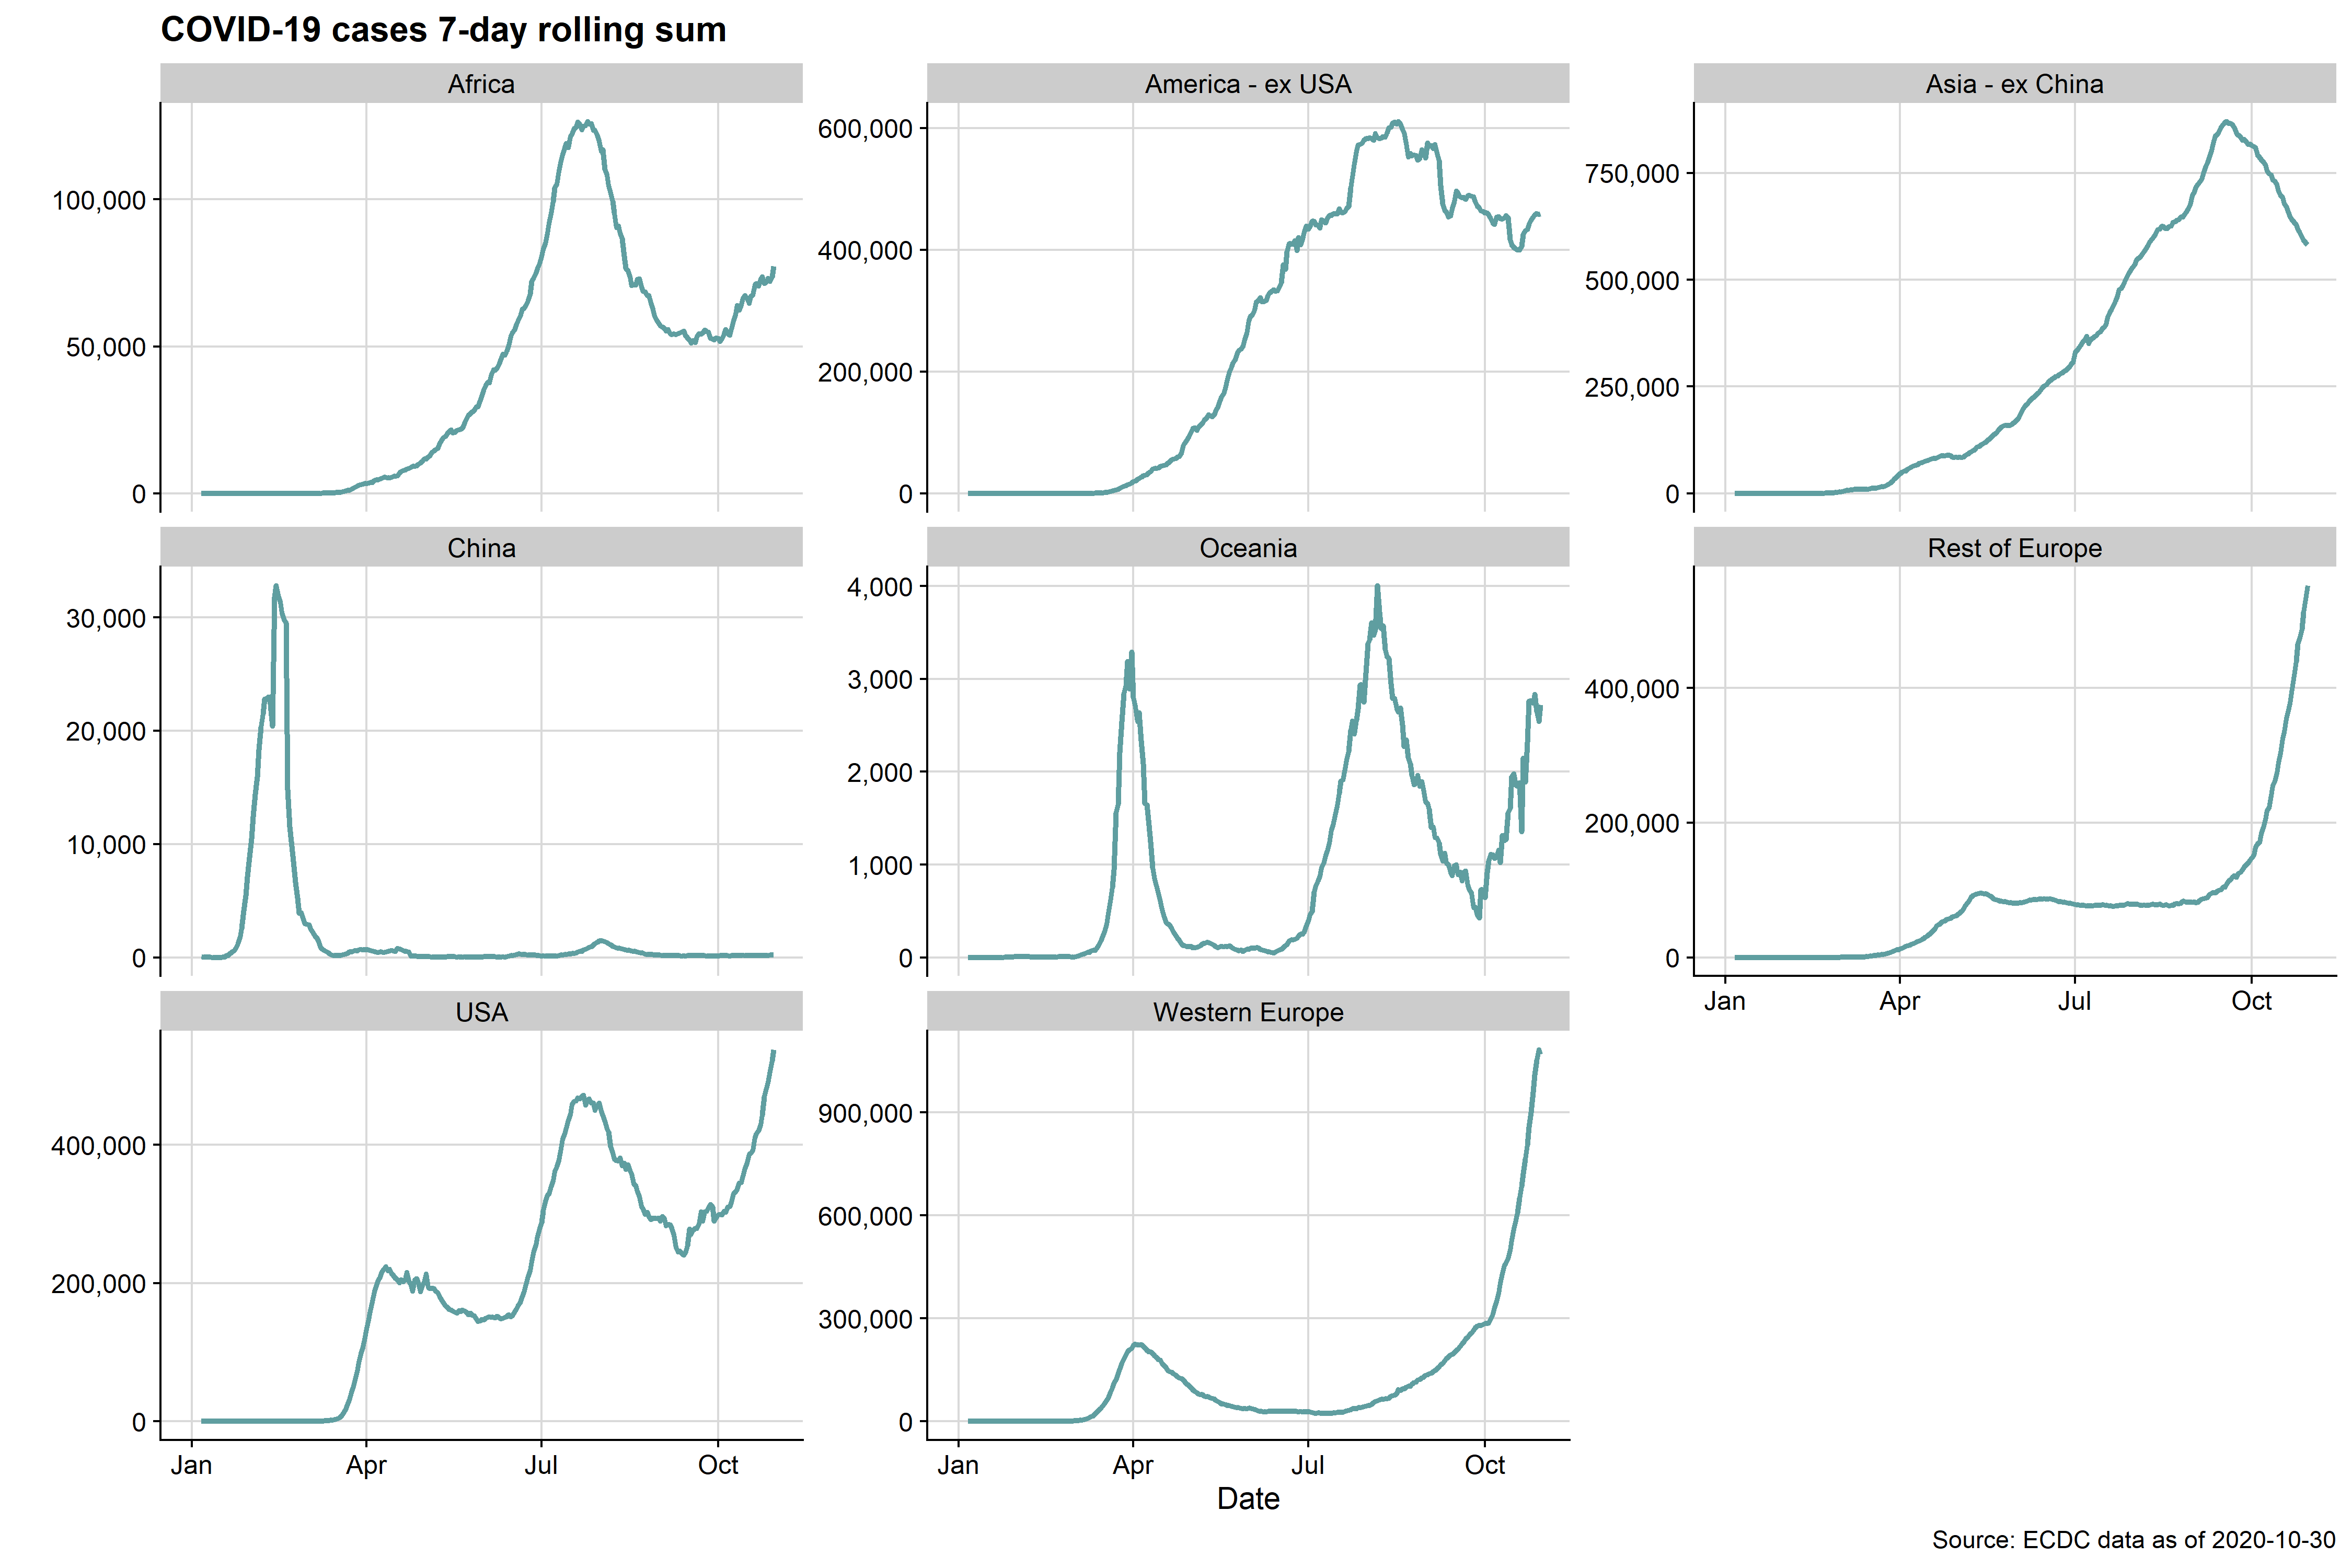 COVID-19 cases 7-day rolling sum
Africa
America - ex USA
Asia - ex China
100,000
50,000
0
600,000
400,000
200,000
0
750,000
500,000
250,000
0
China
Oceania
Rest of Europe
30,000
20,000
10,000
0
4,000
3,000
2,000
1,000
0
400,000
200,000
0
Jan Apr Jul Oct
USA
Western Europe
400,000
200,000
0
900,000
600,000
300,000
0
Jan Apr Jul Oct
Jan Apr Jul Oct
Date
Source: ECDC data as of 2020-10-30